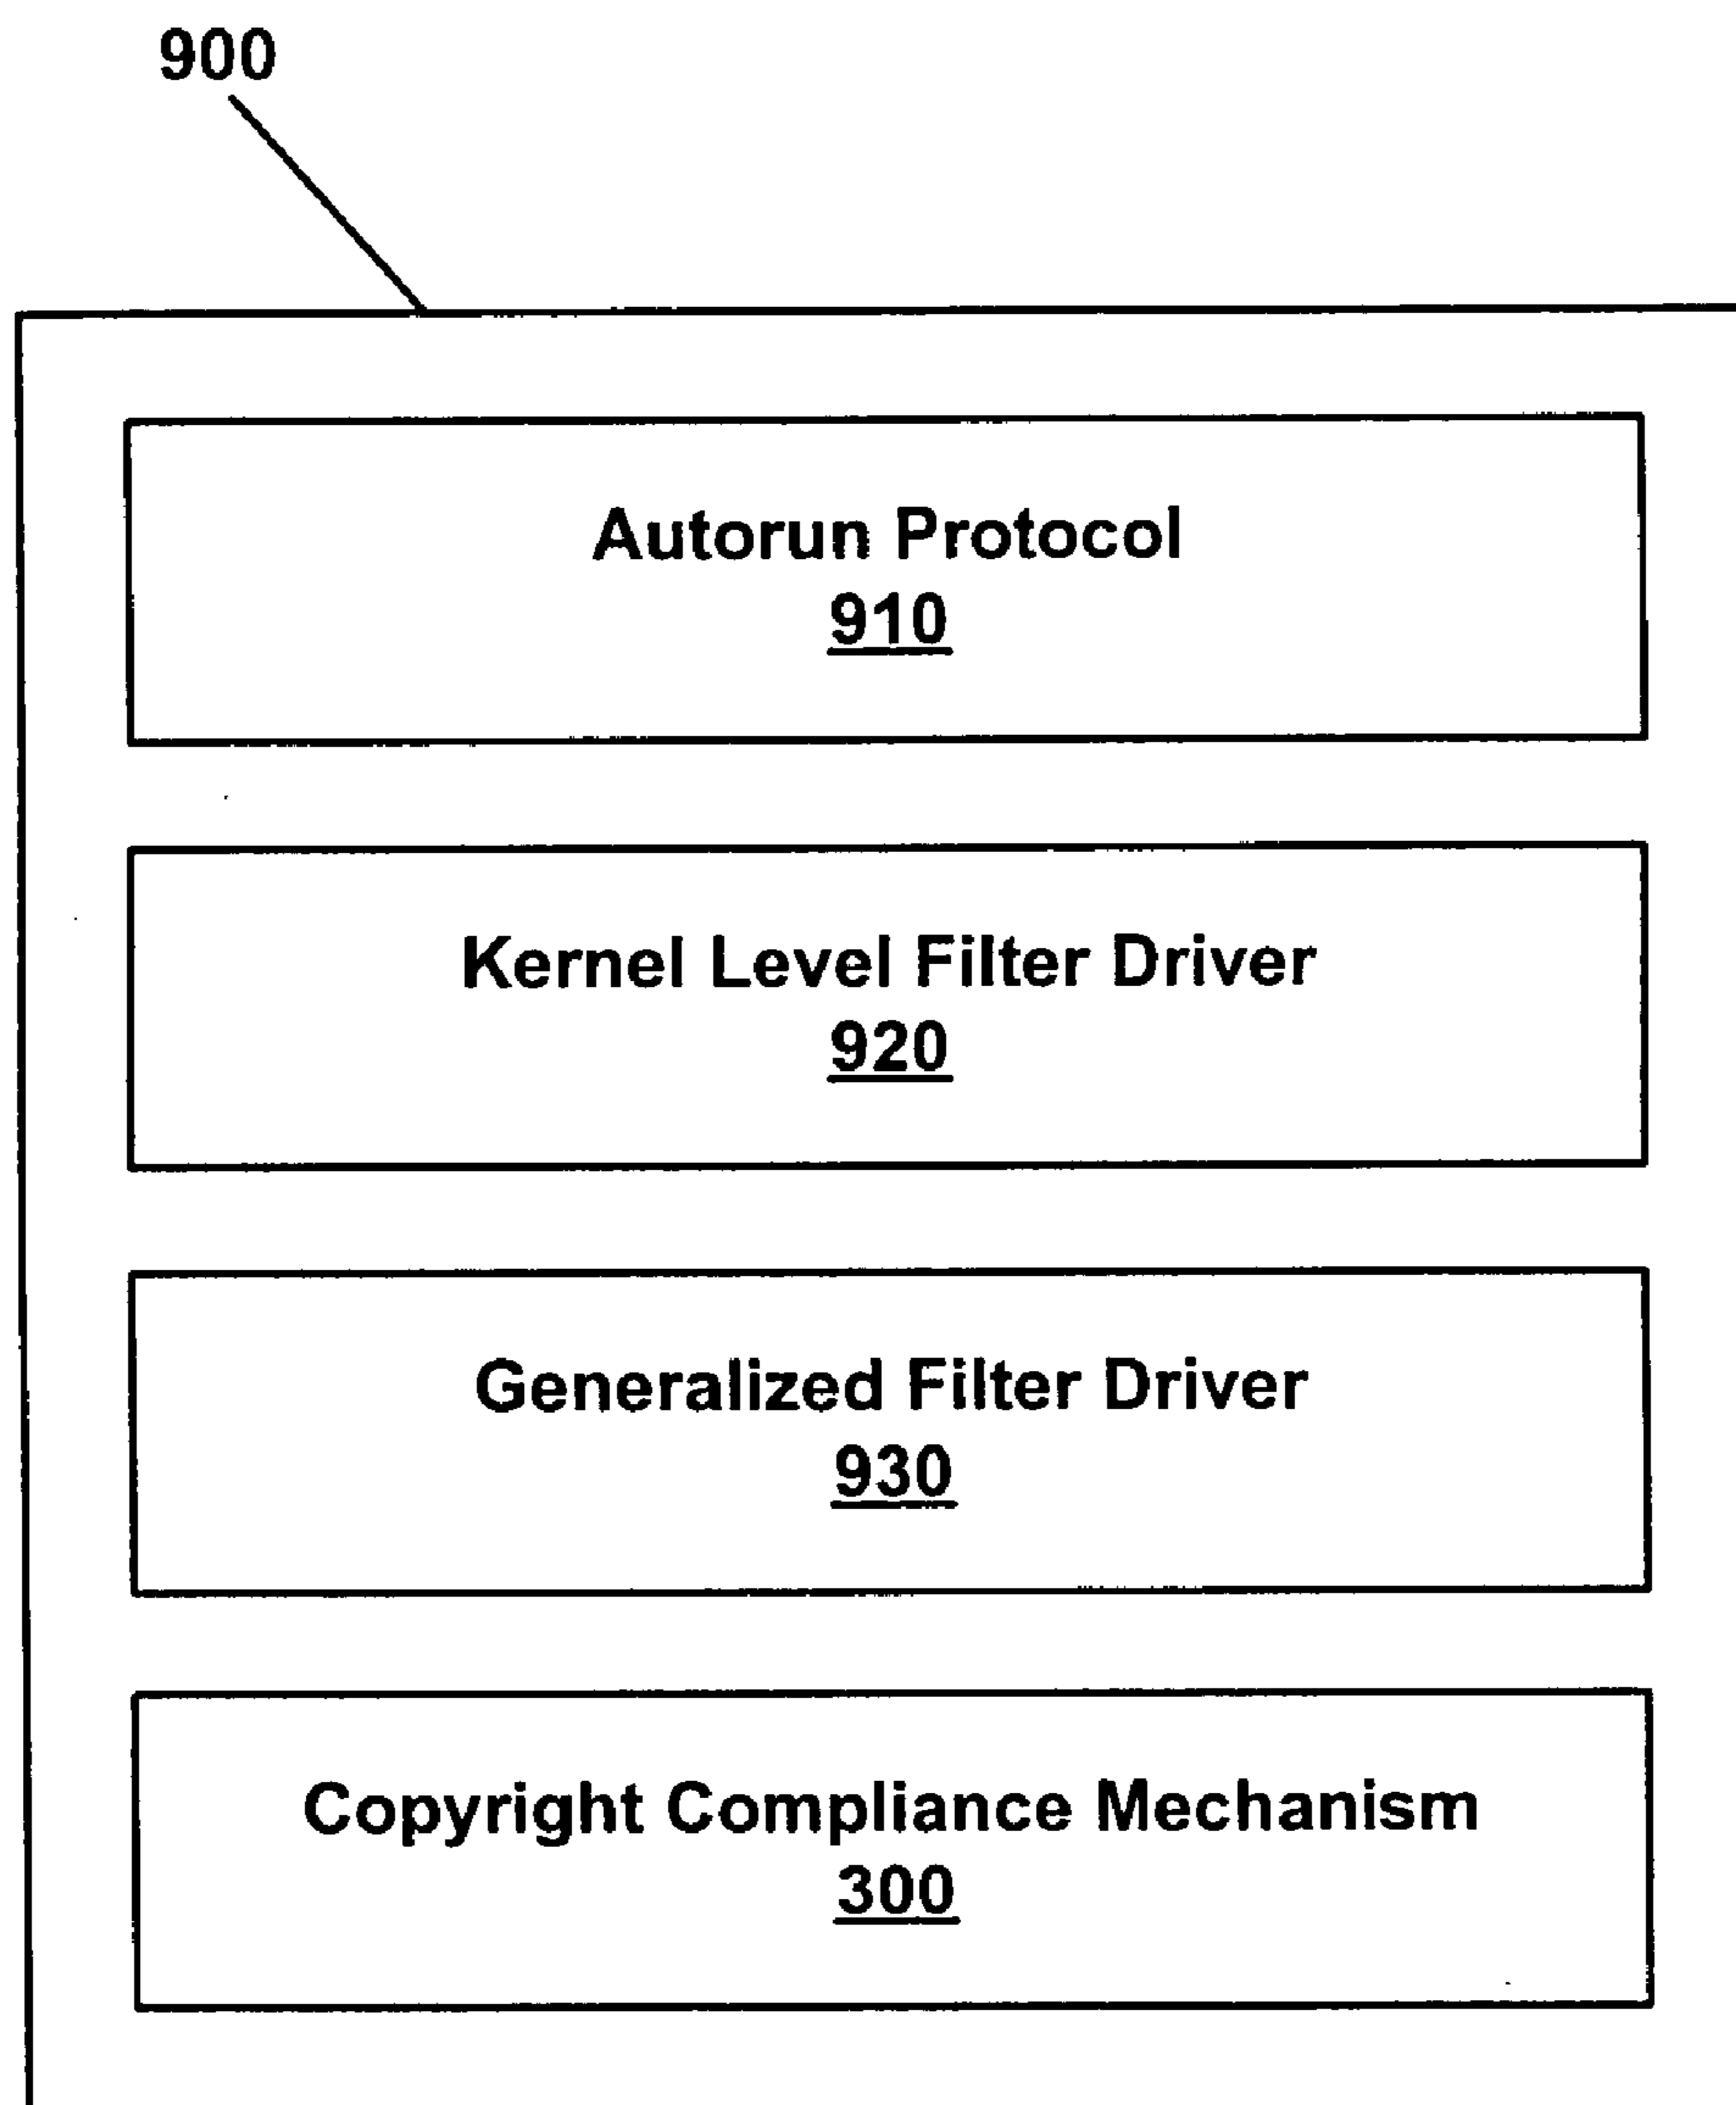 900
Autorun Protocol
910
Kernel Level Filter Driver
920
Generalized Filter Driver
930
Copyright Compliance Mechanism
300